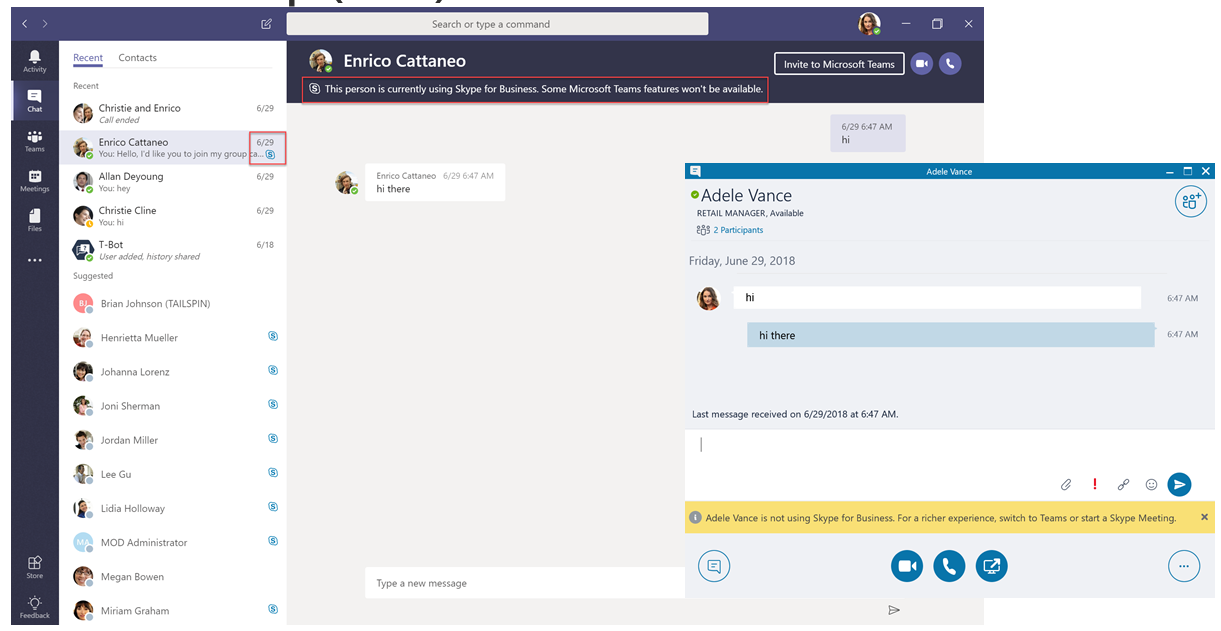 Search or type a command
Activity
Chat
Teams
Meetings
Files
Store
Feedback
Recent Contacts
Recent
Christie and Enrico 6/29
Call ended
Enrico Cattaneo 6/29
You: Hello, I'd like you to join my group ca...
Allan Deyoung 6/29
You: hey
Christie Cline 6/29
You: hi
T-Bot 6/18
User added, history shared
Suggested
Brian Johnson (TAILSPIN)
Henrietta Mueller
Johanna Lorenz
Joni Sherman
Jordan Miller
Lee Gu
Lidia Holloway
MA
MOD Administrator
Megan Bowen
Miriam Graham
Enrico Cattaneo
Invite to Microsoft Teams
This person is currently using Skype for Business. Some Microsoft Teams features won't be available.
6/29 6:47 AM
hi
Enrico Cattaneo 6/29 6:47 AM
hi there
Type a new message
Adele Vance
Adele Vance
RETAIL MANAGER, Available
2 Participants
Friday, June 29, 2018
hi 6:47 AM
hi there 6:47 AM
Last message received on 6/29/2018 at 6:47 AM.
Adele Vance is not using Skype for Business. For a richer experience, switch to Teams or start a Skype Meeting.